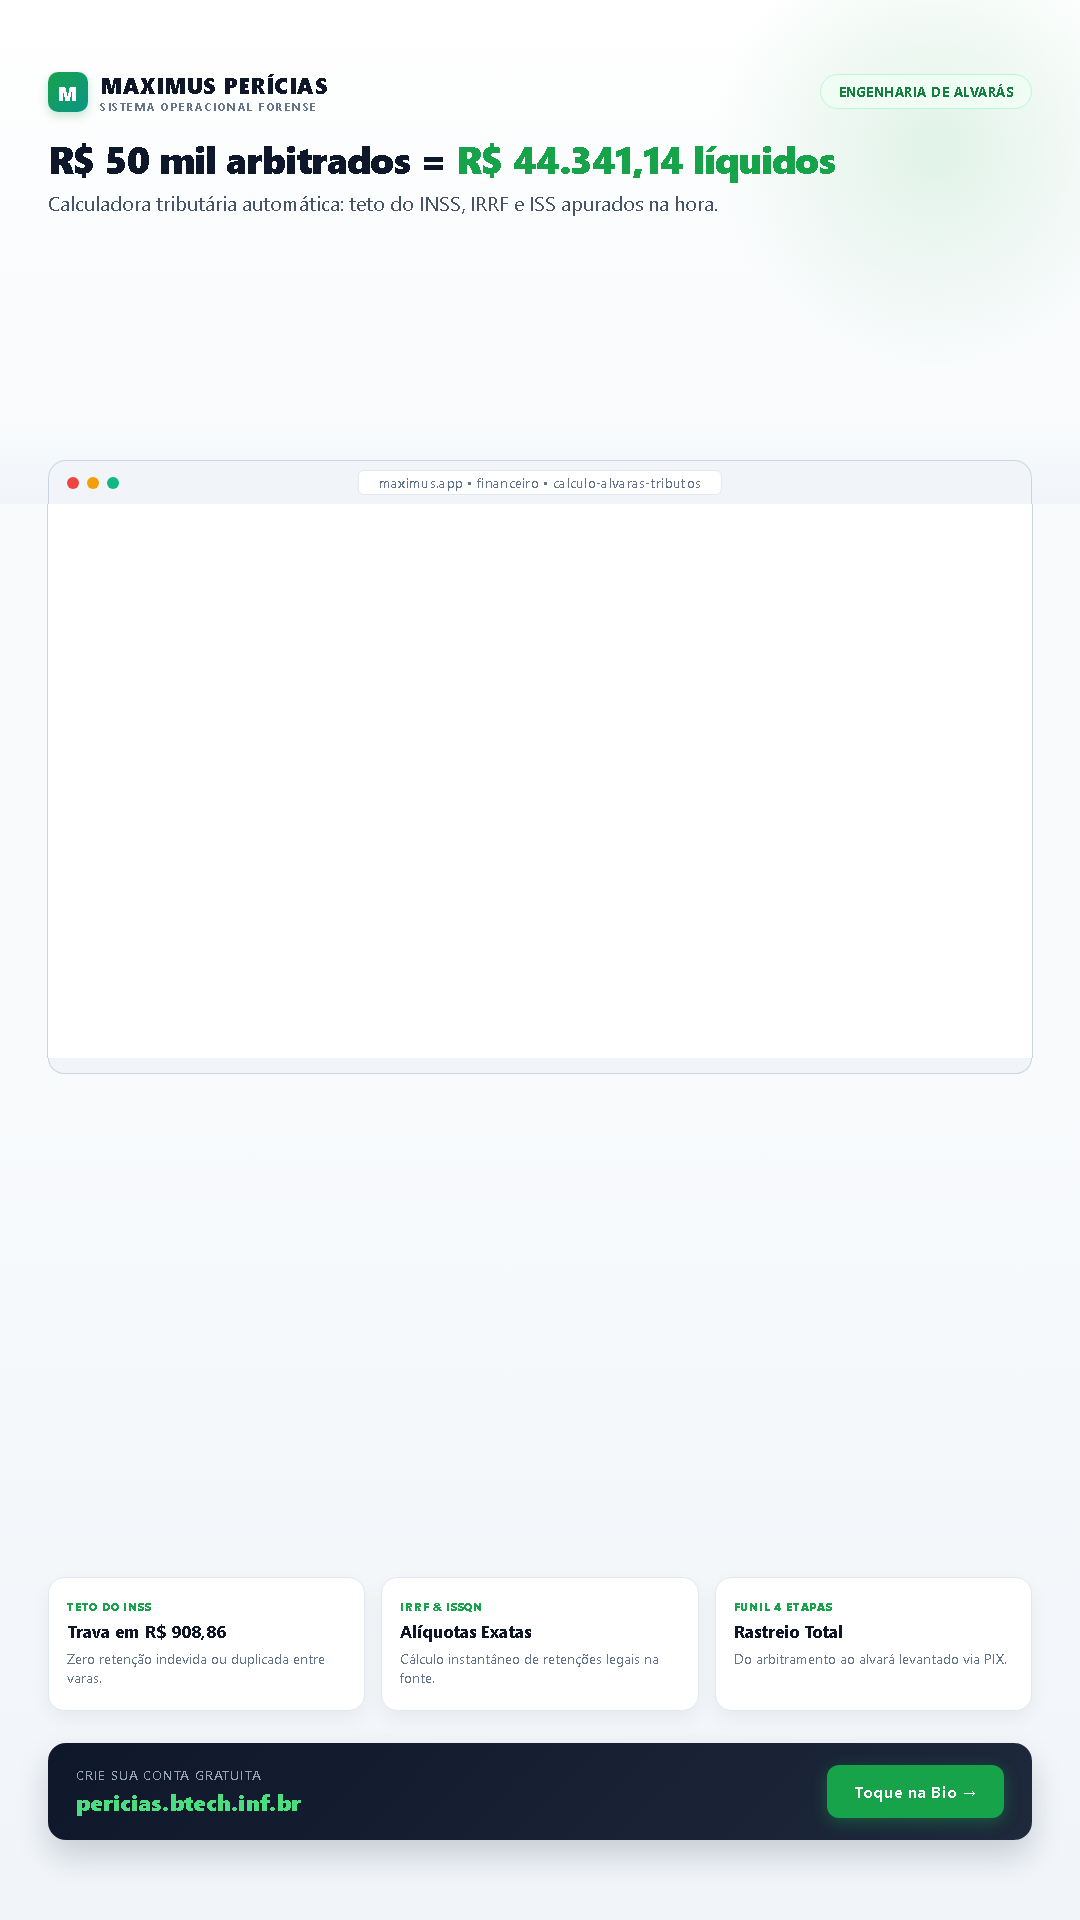 M
MAXIMUS PERÍCIAS
SISTEMA OPERACIONAL FORENSE
ENGENHARIA DE ALVARÁS
R$ 50 mil arbitrados = R$ 44.341,14 líquidos
Calculadora tributária automática: teto do INSS, IRRF e ISS apurados na hora.
maximus.app • financeiro • calculo-alvaras-tributos
TETO DO INSS
Trava em R$ 908,86
Zero retenção indevida ou duplicada entre
varas.
IRRF & ISSQN
Alíquotas Exatas
Cálculo instantâneo de retenções legais na
fonte.
FUNIL 4 ETAPAS
Rastreio Total
Do arbitramento ao alvará levantado via PIX.
CRIE SUA CONTA GRATUITA
pericias.btech.inf.br
Toque na Bio →